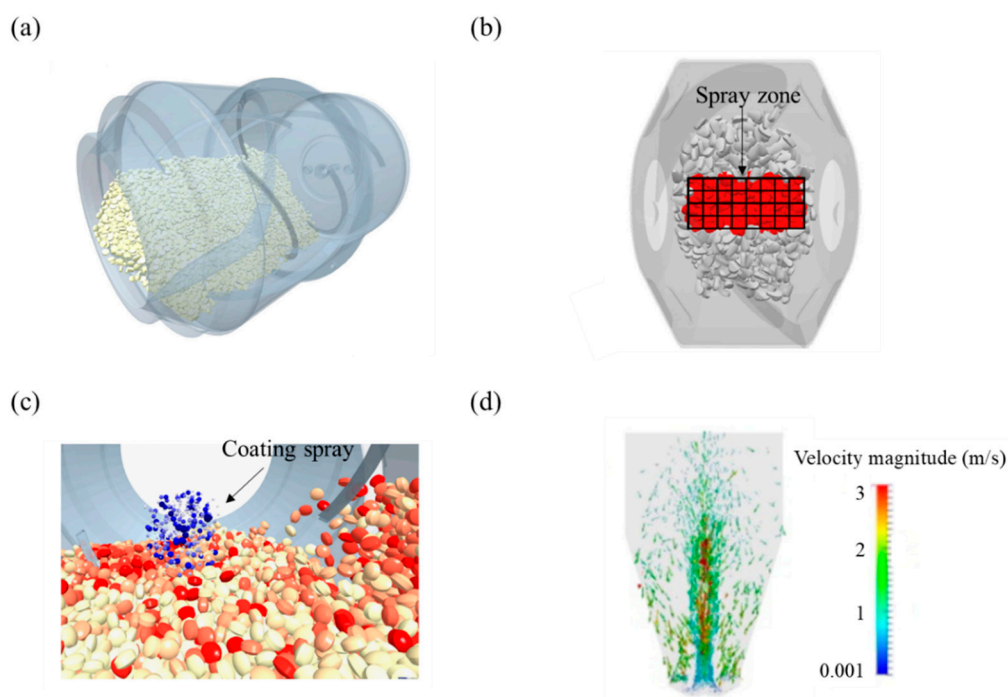 (a)
(b)
Spray zone
(c)
Coating spray
(d)
Velocity magnitude (m/s)
3
2
1
0.001